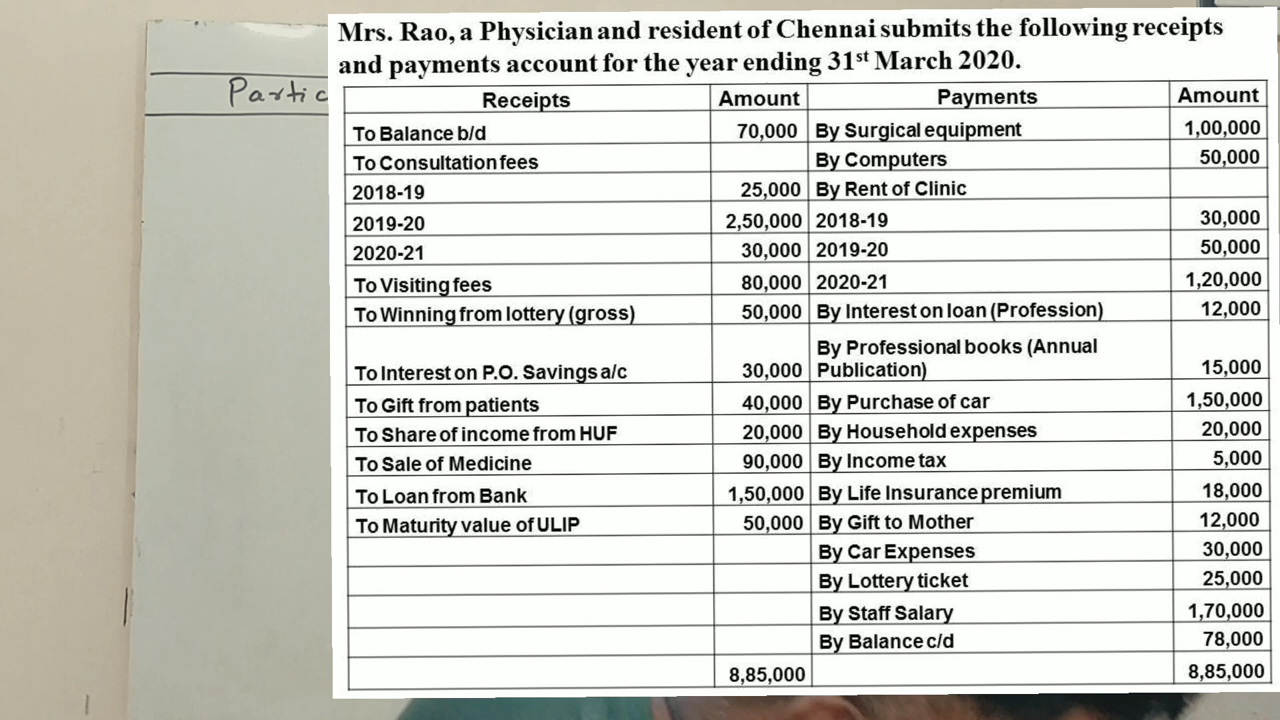 Mrs. Rao, a Physician and resident of Chennai submits the following receipts
and payments account for the year ending 31st March 2020.
Partic
Receipts Amount Payments Amount
To Balance b/d 70,000 By Surgical equipment 1,00,000
To Consultation fees By Computers 50,000
2018-19 25,000 By Rent of Clinic
2019-20 2,50,000 2018-19 30,000
2020-21 30,000 2019-20 50,000
To Visiting fees 80,000 2020-21 1,20,000
To Winning from lottery (gross) 50,000 By Interest on loan (Profession) 12,000
By Professional books (Annual
To Interest on P.O. Savings a/c 30,000 Publication) 15,000
To Gift from patients 40,000 By Purchase of car 1,50,000
To Share of income from HUF 20,000 By Household expenses 20,000
To Sale of Medicine 90,000 By Income tax 5,000
To Loan from Bank 1,50,000 By Life Insurance premium 18,000
To Maturity value of ULIP 50,000 By Gift to Mother 12,000
By Car Expenses 30,000
By Lottery ticket 25,000
By Staff Salary 1,70,000
By Balance c/d 78,000
8,85,000 8,85,000